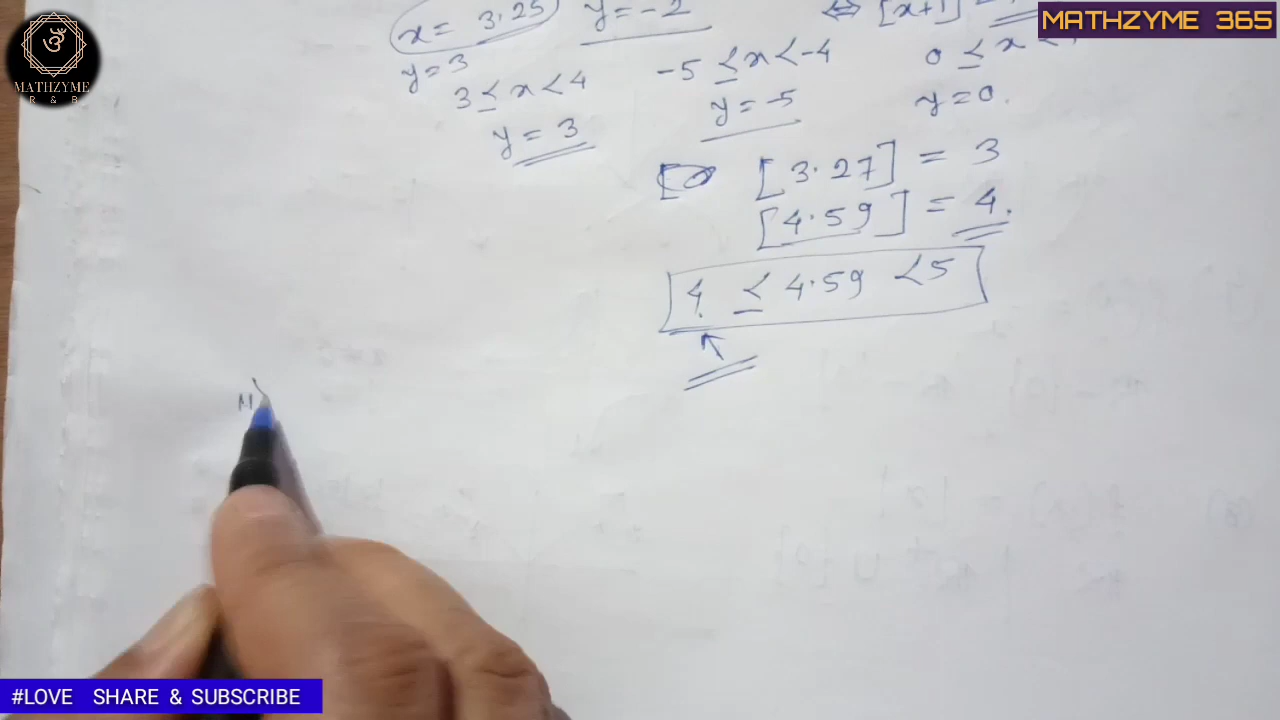 MATHZYME 365
ॐ
MATHZYME
R & B
x = 3.25 y = -2 ⇔ [x+1]
y = 3
3 ≤ x < 4 -5 ≤ x < -4 0 ≤ x <
y = 3 y = -5 y = 0.
[3.27] = 3
[4.59] = 4.
4 ≤ 4.59 < 5
#LOVE SHARE & SUBSCRIBE